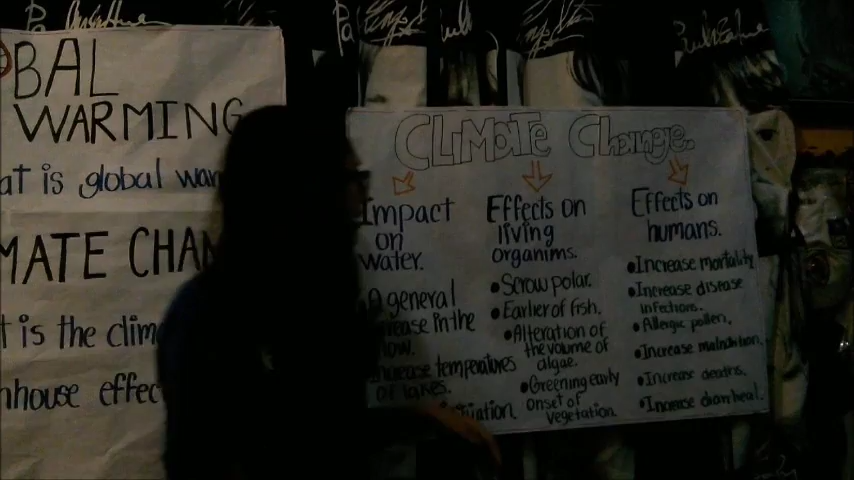 BAL
WARMING
at is global war
MATE CHAN
t is the clim
nhouse effec
CLiMate Change..
Impact
on
water.
A general
in the
Increase temperatures
of lakes.
Effects on
living
organims.
•Scrow polar.
•Earlier of fish.
•Alteration of
the volume of
algae.
•Greening early
onset of
vegetation
Effects on
humans.
•Increase mortality.
•Increase disease
infections.
•Allergic pollen.
•Increase malnutrition.
•Increase deaths.
•Increase diarrheal.